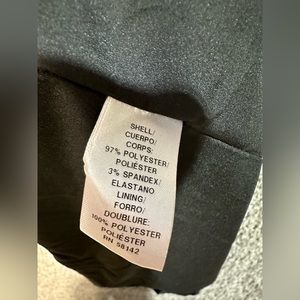 SHELL/
CUERPO/
CORPS:
97% POLYESTER/
POLIÉSTER
3% SPANDEX/
ELASTANO
LINING/
FORRO/
DOUBLURE:
100% POLYESTER/
POLIÉSTER
RN 58142